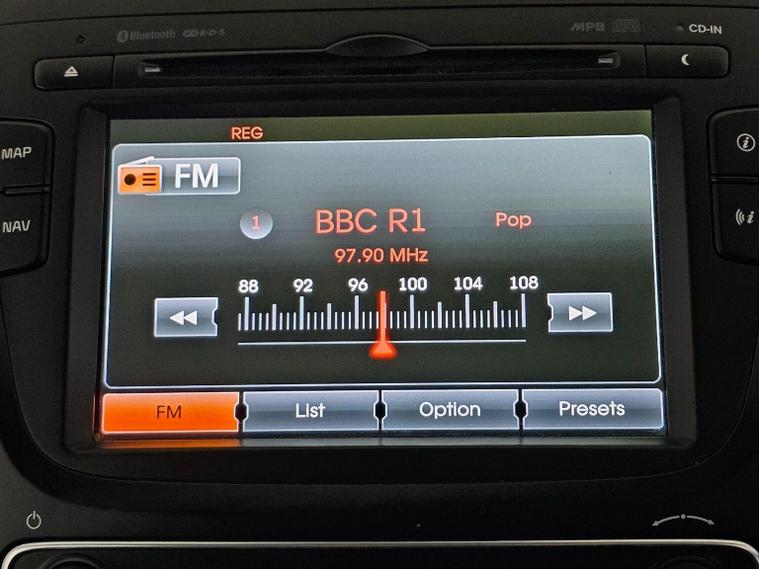 Bluetooth R·D·S MP3 CD-IN
MAP
NAV
REG
FM
1 BBC R1 Pop
97.90 MHz
88 92 96 100 104 108
FM List Option Presets